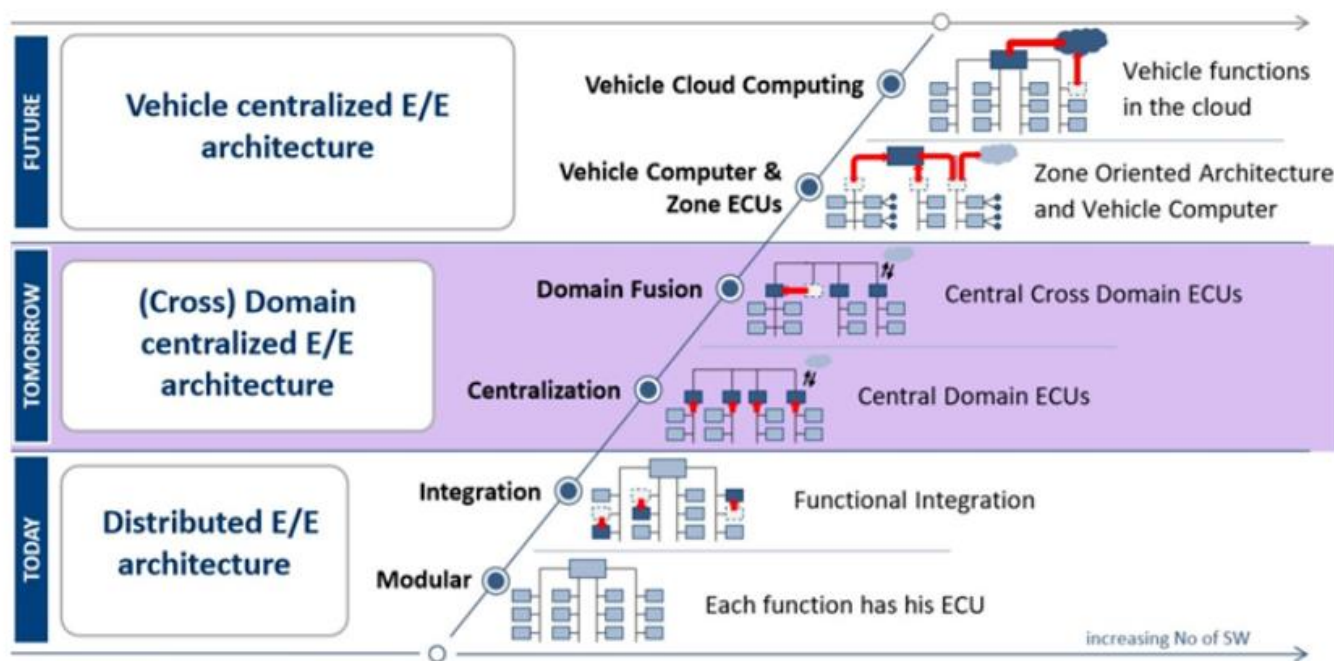 FUTURE
Vehicle centralized E/E
architecture
Vehicle Cloud Computing
Vehicle functions
in the cloud
Vehicle Computer &
Zone ECUs
Zone Oriented Architecture
and Vehicle Computer
TOMORROW
(Cross) Domain
centralized E/E
architecture
Domain Fusion
Central Cross Domain ECUs
Centralization
Central Domain ECUs
TODAY
Distributed E/E
architecture
Integration
Functional Integration
Modular
Each function has his ECU
increasing No of SW